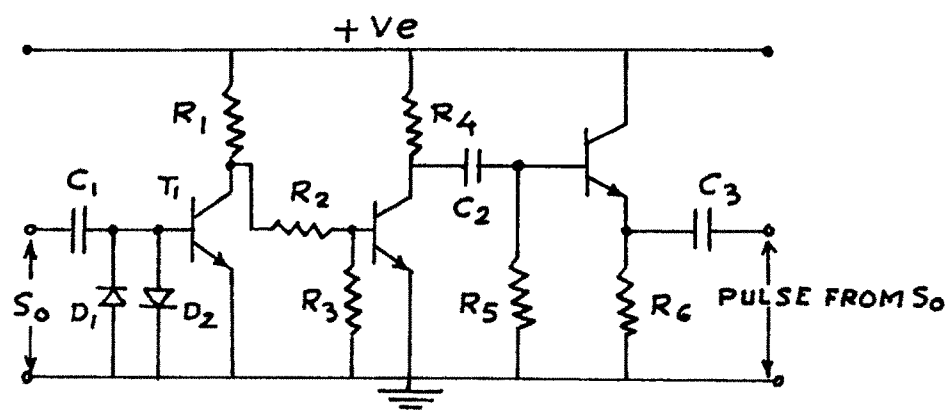 + Ve
R1
R4
C1
T1
R2
C2
C3
S0
D1
D2
R3
R5
R6
PULSE FROM S0